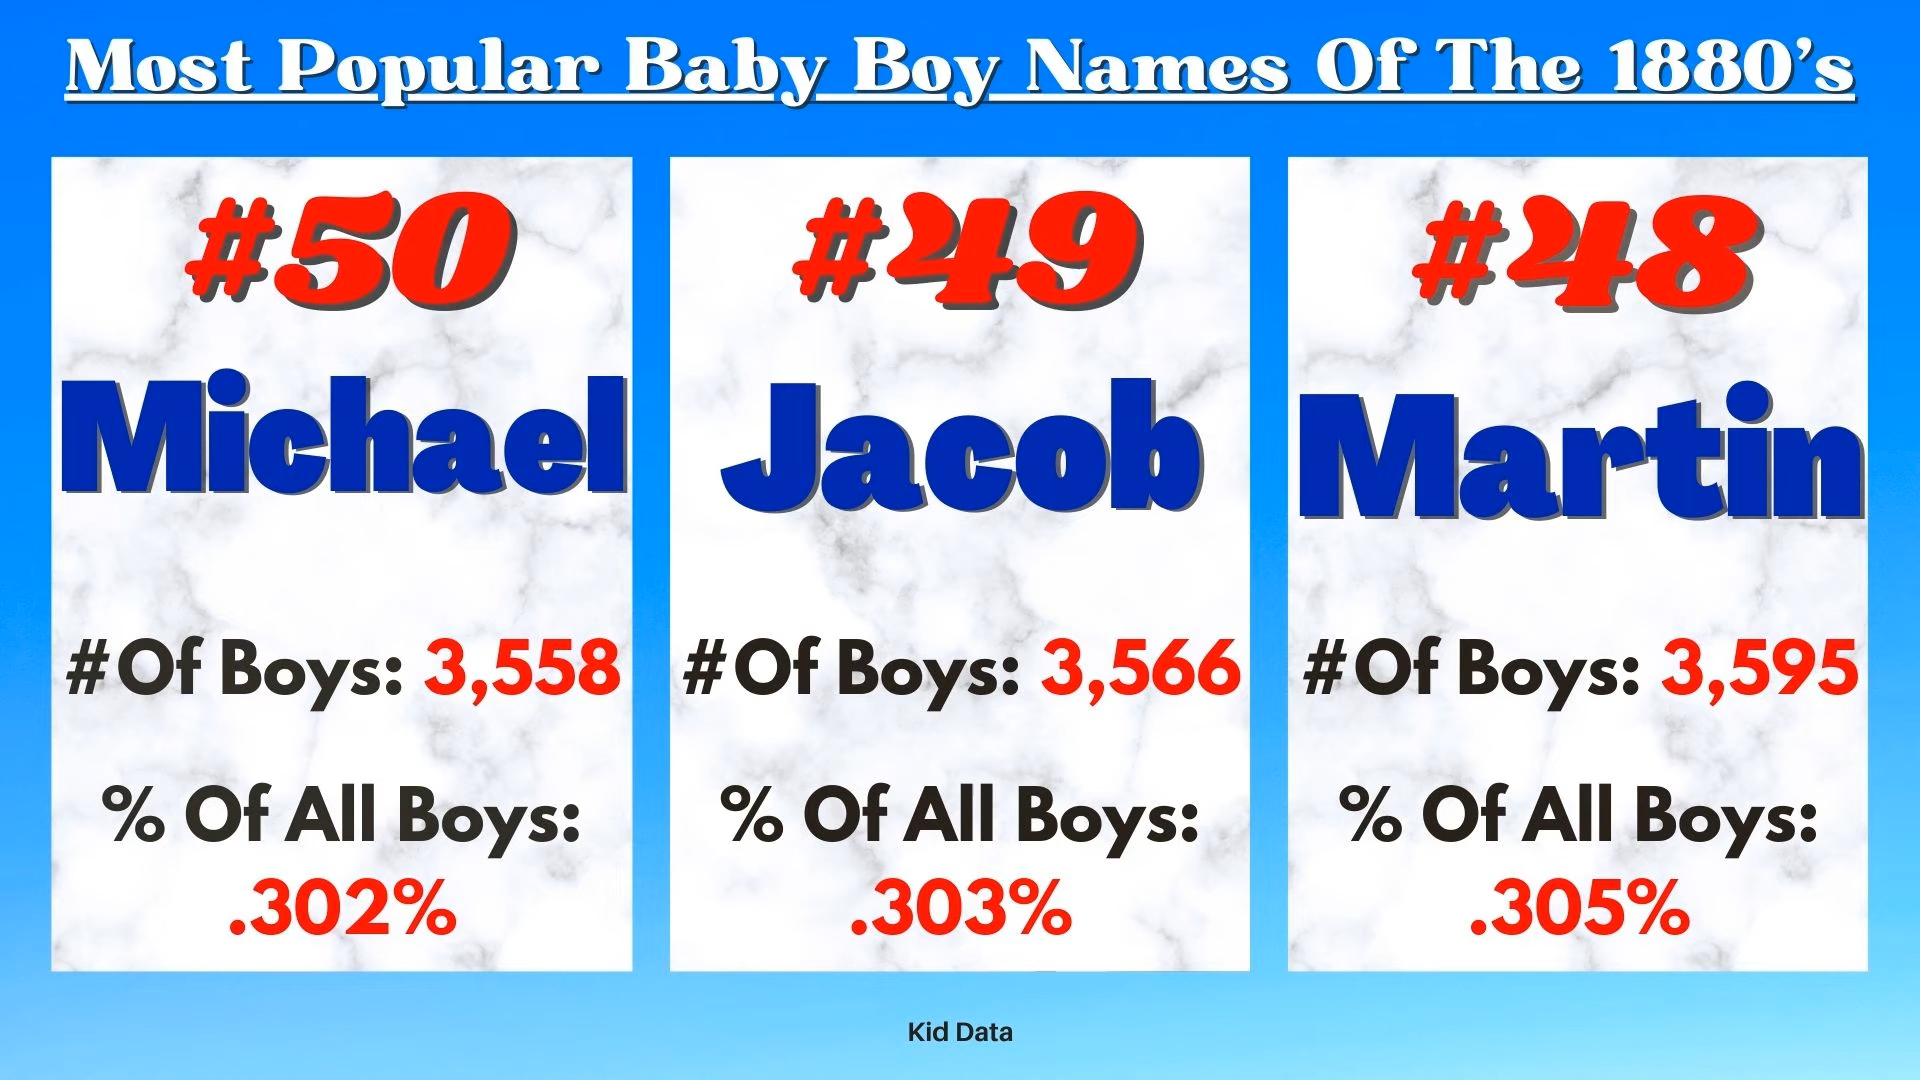 Most Popular Baby Boy Names Of The 1880's
#50
Michael
#Of Boys: 3,558
% Of All Boys:
.302%
#49
Jacob
#Of Boys: 3,566
% Of All Boys:
.303%
#48
Martin
#Of Boys: 3,595
% Of All Boys:
.305%
Kid Data